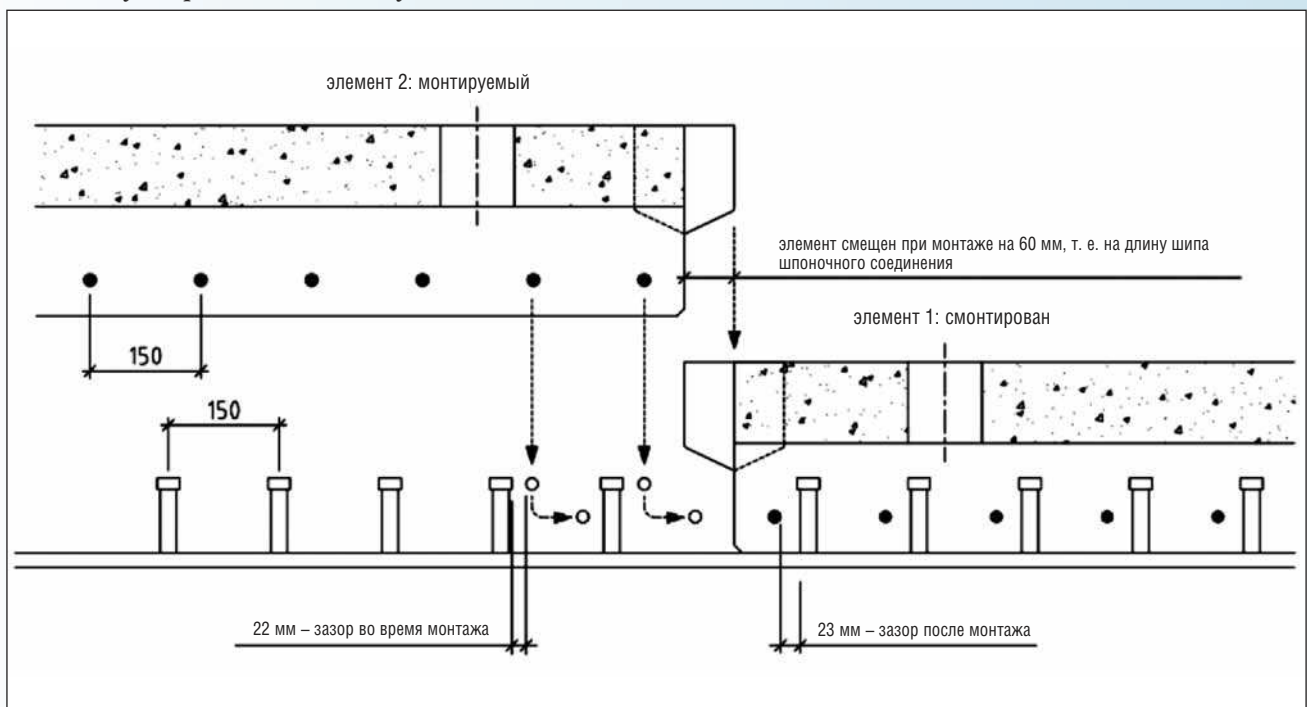 элемент 2: монтируемый
элемент смещен при монтаже на 60 мм, т. е. на длину шипа
шпоночного соединения
элемент 1: смонтирован
150
150
22 мм – зазор во время монтажа
23 мм – зазор после монтажа